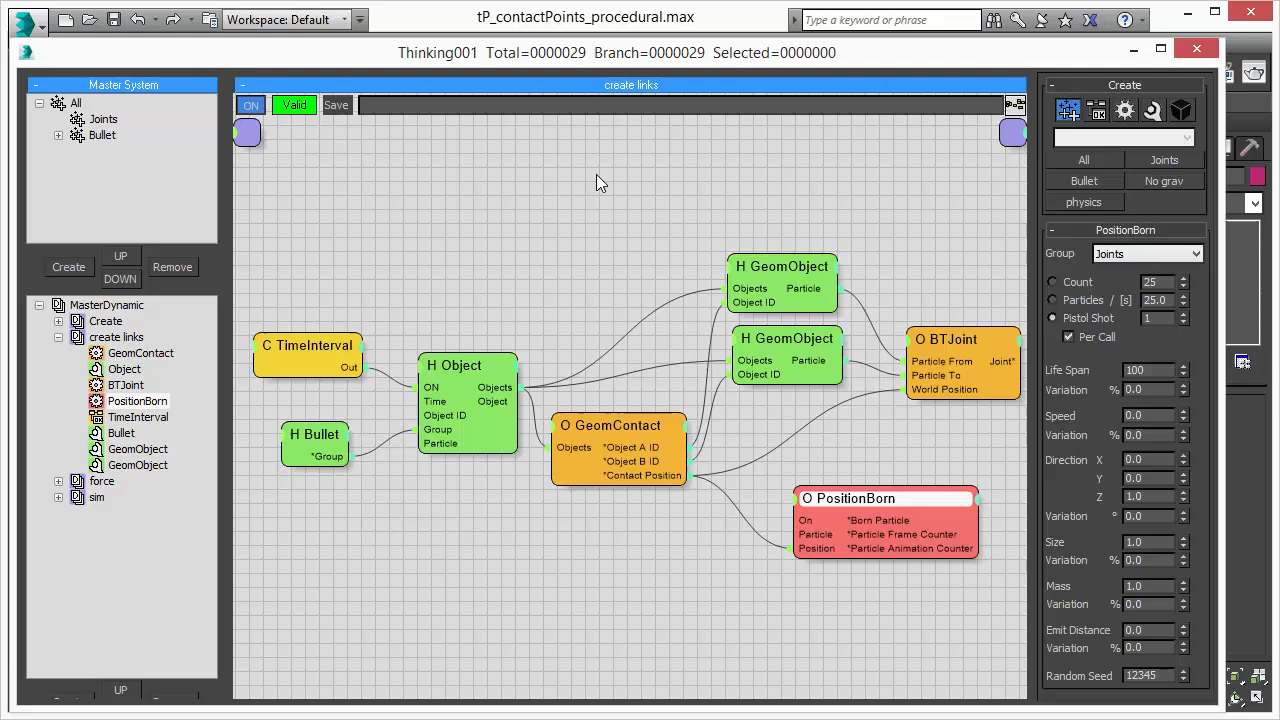 Workspace: Default
tP_contactPoints_procedural.max
Type a keyword or phrase
Thinking001 Total=0000029 Branch=0000029 Selected=0000000
- Master System
All
Joints
Bullet
Create
UP
DOWN
Remove
MasterDynamic
Create
create links
GeomContact
Object
BTJoint
PositionBorn
TimeInterval
Bullet
GeomObject
GeomObject
force
sim
UP
- create links
ON
Valid
Save
C TimeInterval
Out
H Bullet
*Group
H Object
ON Objects
Time Object
Object ID
Group
Particle
O GeomContact
Objects *Object A ID
*Object B ID
*Contact Position
H GeomObject
Objects Particle
Object ID
H GeomObject
Objects Particle
Object ID
O BTJoint
Particle From Joint*
Particle To
World Position
O PositionBorn
On *Born Particle
Particle *Particle Frame Counter
Position *Particle Animation Counter
- Create
All Joints
Bullet No grav
physics
- PositionBorn
Group Joints
Count 25
Particles / [s] 25.0
Pistol Shot 1
Per Call
Life Span 100
Variation % 0.0
Speed 0.0
Variation % 0.0
Direction X 0.0
Y 0.0
Z 1.0
Variation ° 0.0
Size 1.0
Variation % 0.0
Mass 1.0
Variation % 0.0
Emit Distance 0.0
Variation % 0.0
Random Seed 12345